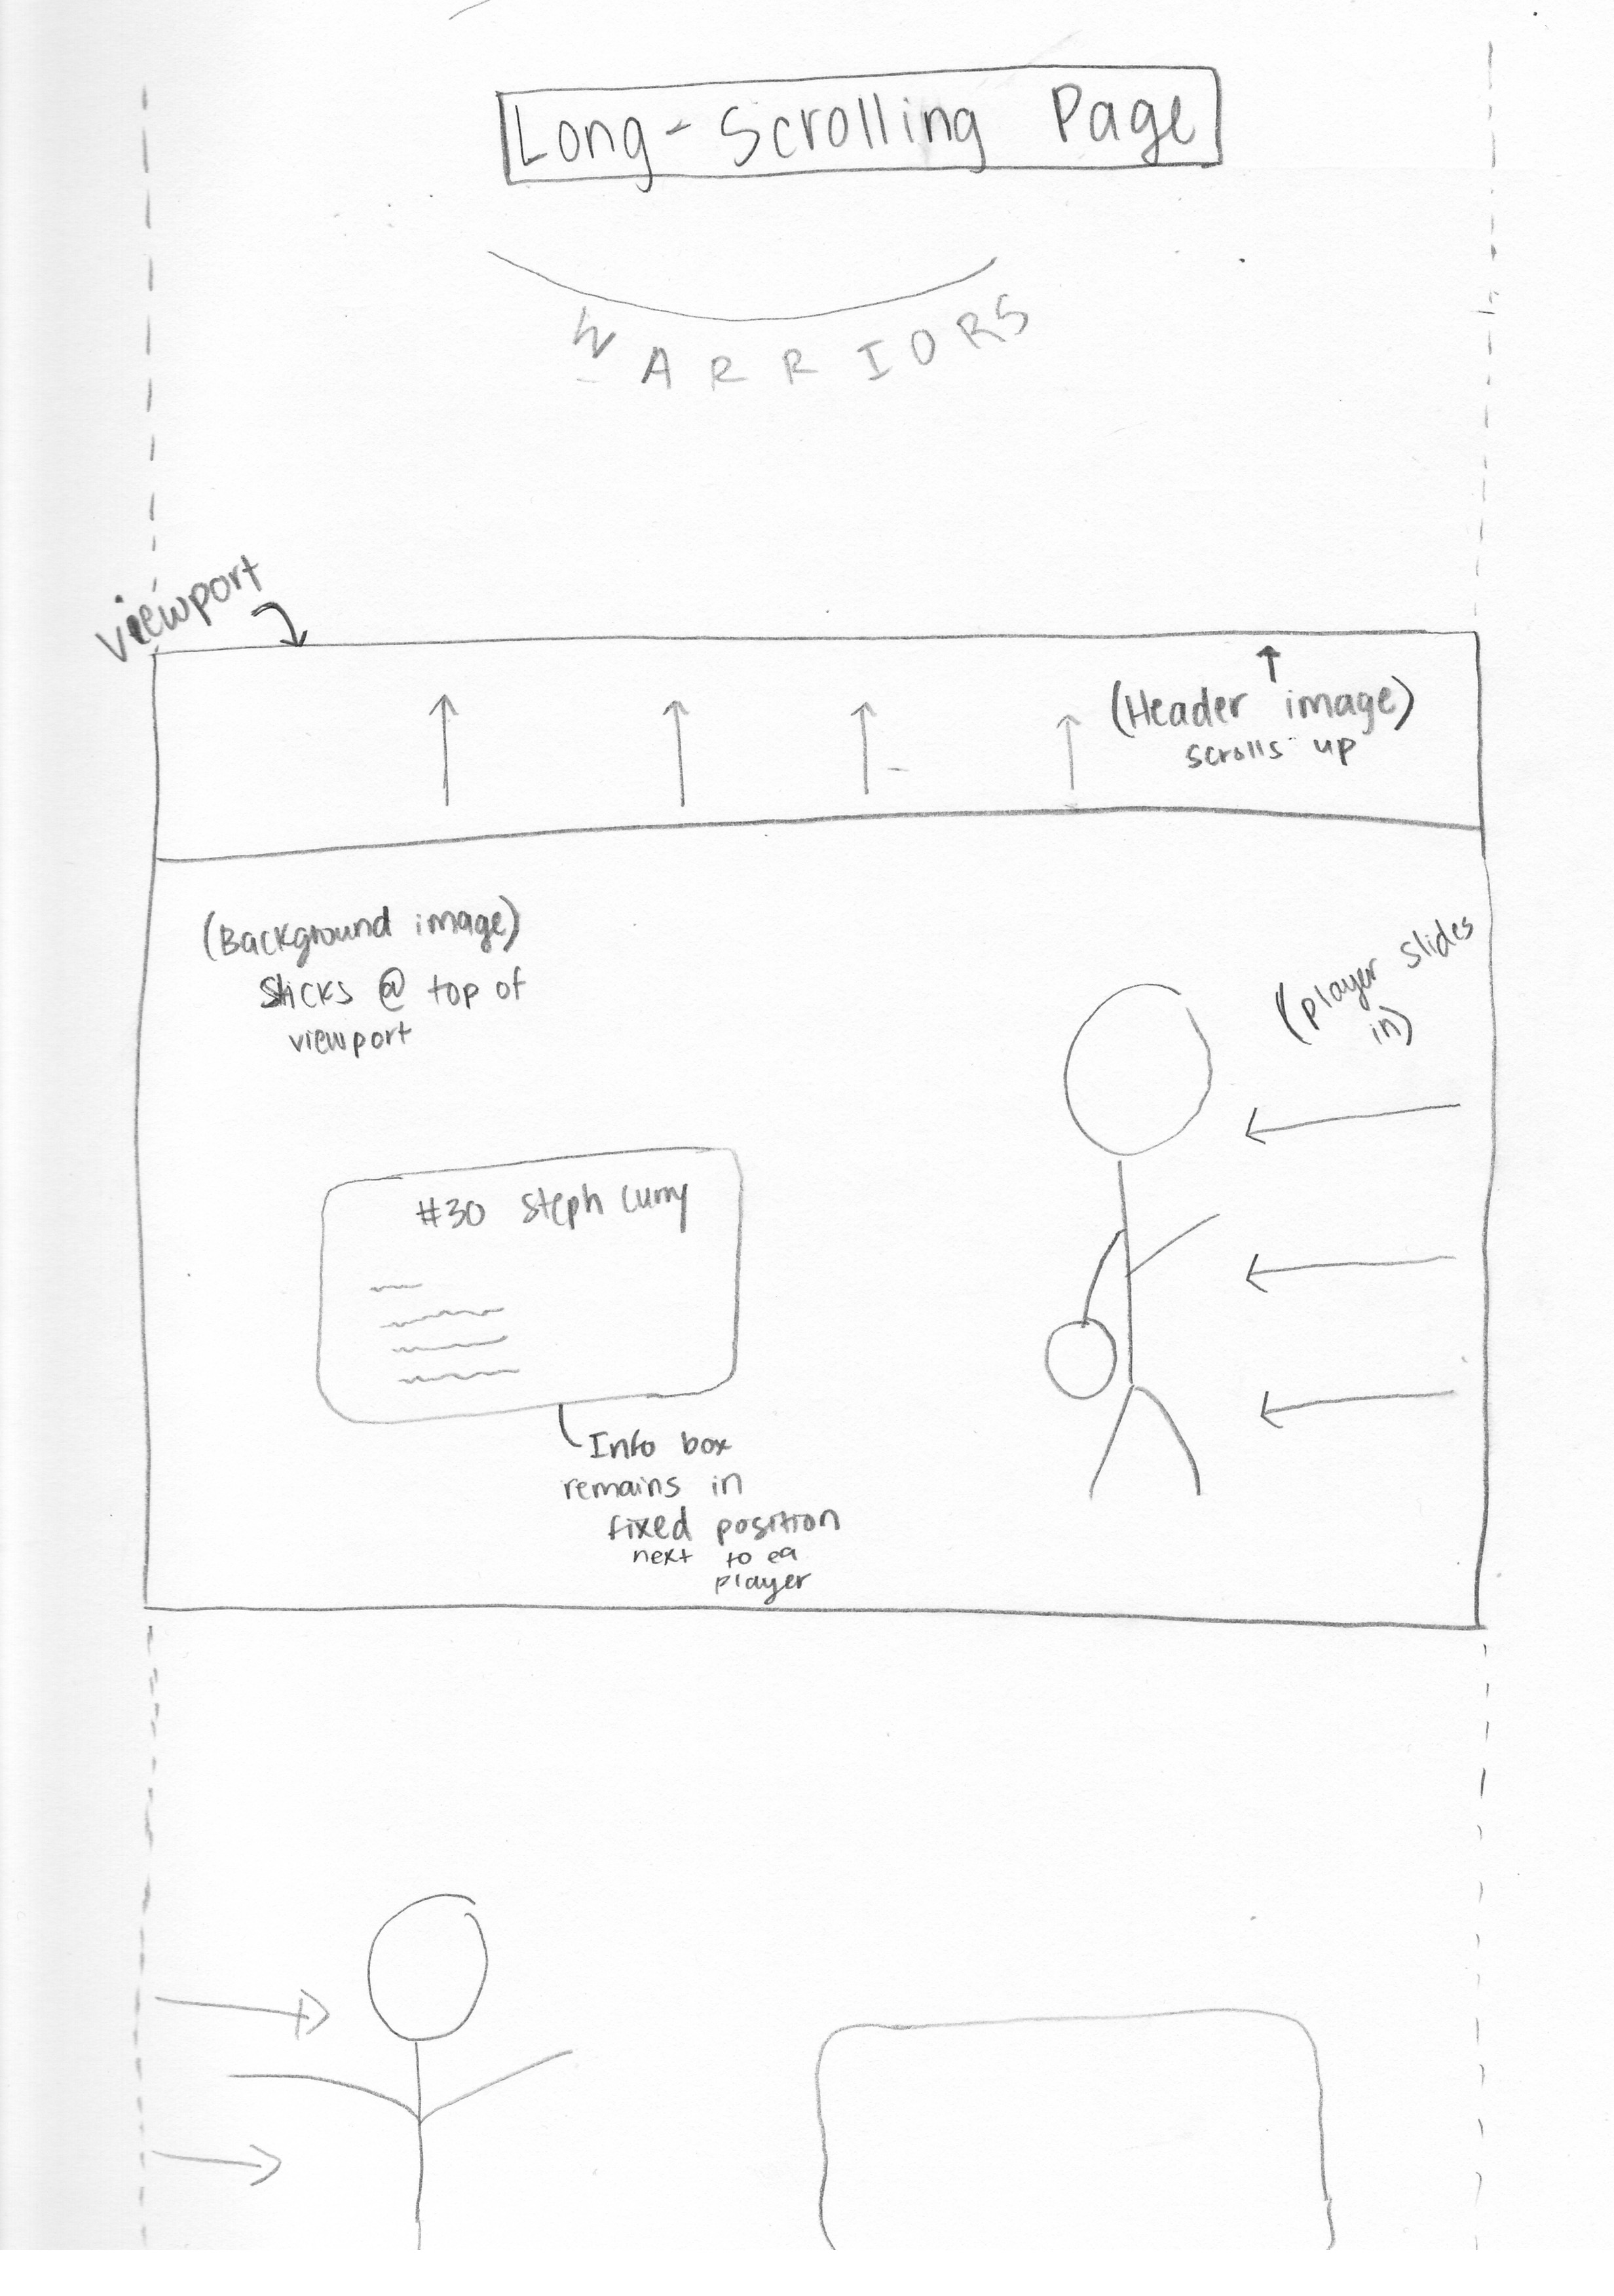 Long-Scrolling Page
WARRIORS
viewport
(Header image)
scrolls up
(Background image)
sticks @ top of
viewport
(player slides
in)
#30 Steph Curry
Info box
remains in
fixed position
next to ea
player